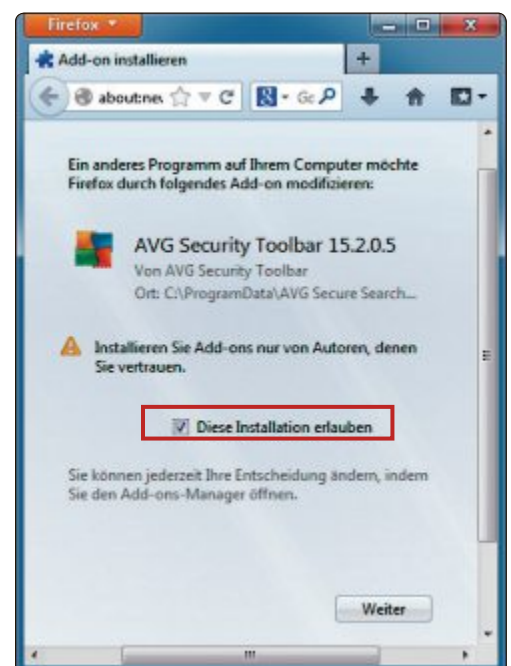 Firefox
Add-on installieren
about:nev
Ein anderes Programm auf Ihrem Computer möchte
Firefox durch folgendes Add-on modifizieren:
AVG Security Toolbar 15.2.0.5
Von AVG Security Toolbar
Ort: C:\ProgramData\AVG Secure Search...
Installieren Sie Add-ons nur von Autoren, denen
Sie vertrauen.
Diese Installation erlauben
Sie können jederzeit Ihre Entscheidung ändern, indem
Sie den Add-ons-Manager öffnen.
Weiter